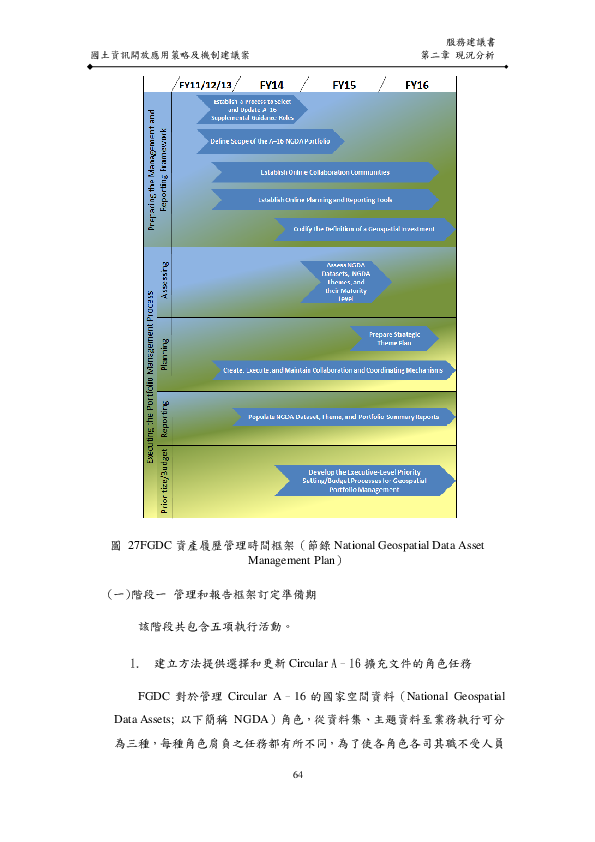 服務建議書
國土資訊開放應用策略及機制建議案 第二章 現況分析
FY11/12/13 FY14 FY15 FY16
Preparing the Management and
Reporting Framework
Establish a Process to Select
and Update A-16
Supplemental Guidance Roles
Define Scope of the A-16 NGDA Portfolio
Establish Online Collaboration Communities
Establish Online Planning and Reporting Tools
Codify the Definition of a Geospatial Investment
Executing the Portfolio Management Process
Assessing
Assess NGDA
Datasets, NGDA
Themes, and
their Maturity
Level
Planning
Prepare Strategic
Theme Plan
Create, Execute, and Maintain Collaboration and Coordinating Mechanisms
Reporting
Populate NGDA Dataset, Theme, and Portfolio Summary Reports
Prioritize/Budget
Develop the Executive-Level Priority
Setting/Budget Processes for Geospatial
Portfolio Management
圖 27FGDC 資產履歷管理時間框架（節錄 National Geospatial Data Asset
Management Plan）
(一)階段一 管理和報告框架訂定準備期
該階段共包含五項執行活動。
1. 建立方法提供選擇和更新 Circular A–16 擴充文件的角色任務
FGDC 對於管理 Circular A–16 的國家空間資料（National Geospatial
Data Assets; 以下簡稱 NGDA）角色，從資料集、主題資料至業務執行可分
為三種，每種角色肩負之任務都有所不同，為了使各角色各司其職不受人員
64